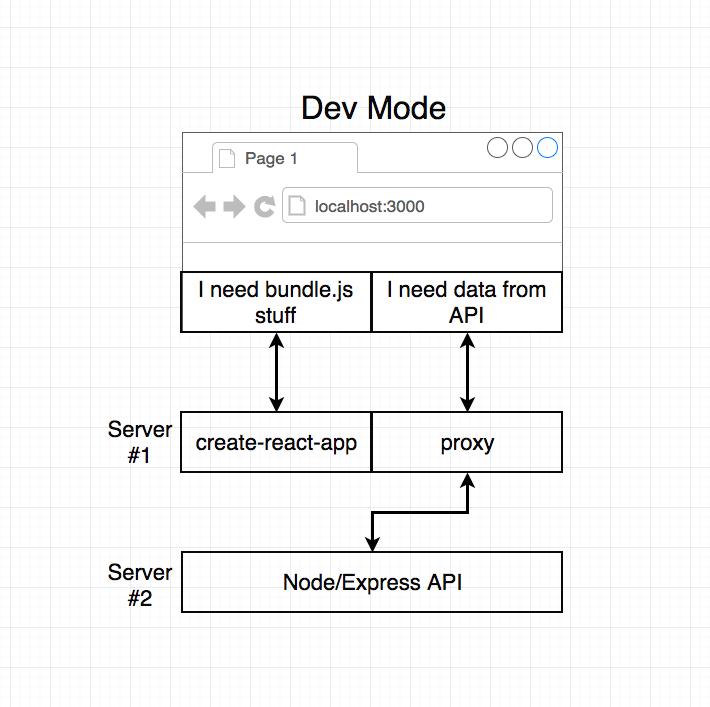 Dev Mode
Page 1
localhost:3000
I need bundle.js
stuff
I need data from
API
Server
#1
create-react-app
proxy
Server
#2
Node/Express API